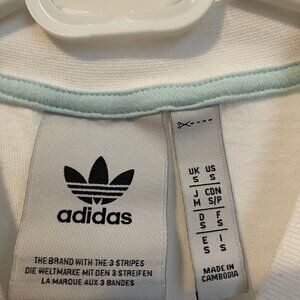 adidas
THE BRAND WITH THE 3 STRIPES
DIE WELTMARKE MIT DEN 3 STREIFEN
LA MARQUE AUX 3 BANDES
UK US
S S
J CDN
M S/P
D F
S S
E I
S S
MADE IN
CAMBODIA